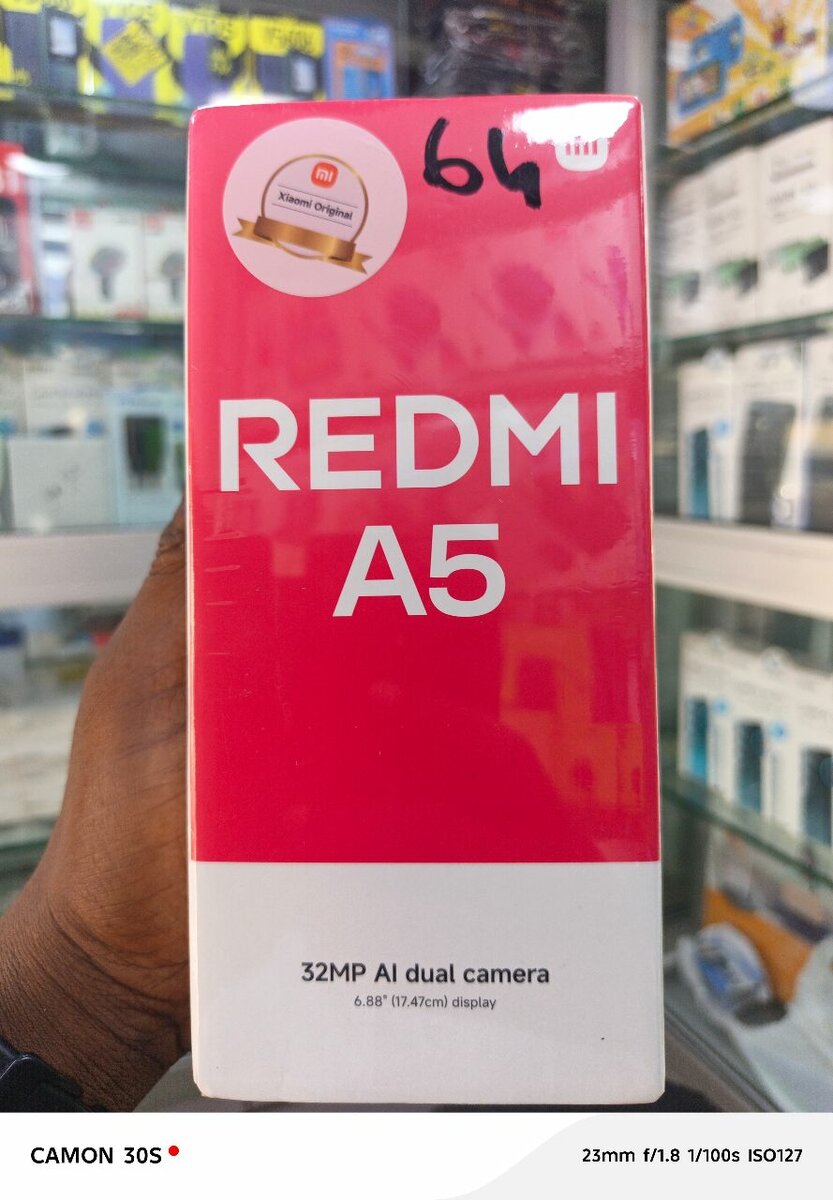 64
mi
Xiaomi Original
REDMI
A5
32MP AI dual camera
6.88" (17.47cm) display
CAMON 30S
23mm f/1.8 1/100s ISO127